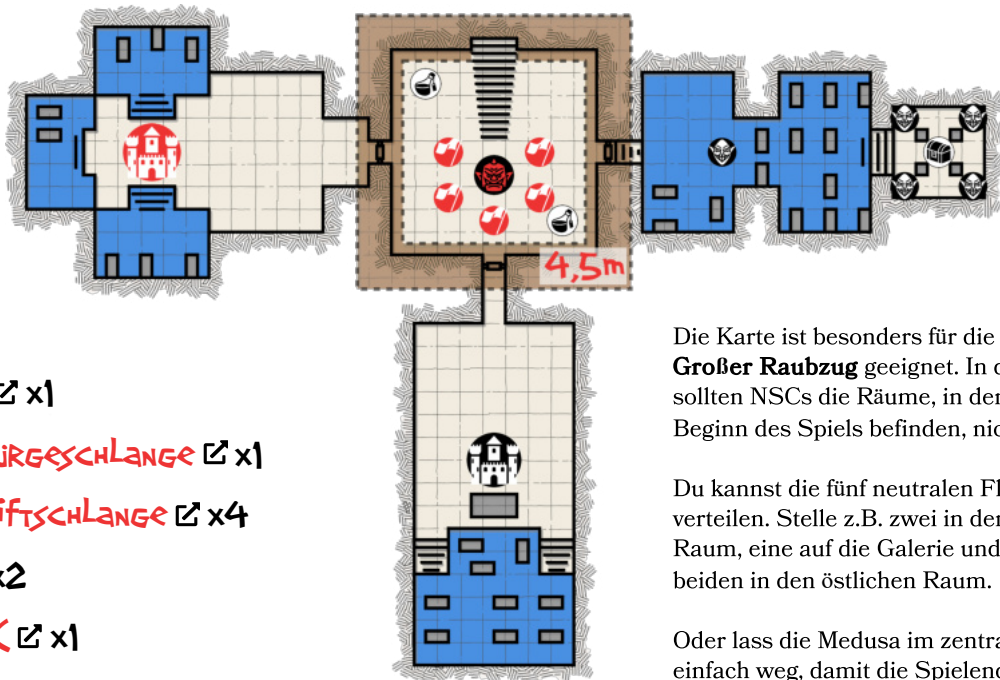 4,5m
x1
ürgeschlange x1
iftschlange x4
x2
x1
Die Karte ist besonders für die
Großer Raubzug geeignet. In
sollten NSCs die Räume, in
Beginn des Spiels befinden, nic
Du kannst die fünf neutralen Fl
verteilen. Stelle z.B. zwei in
Raum, eine auf die Galerie und
beiden in den östlichen Raum.
Oder lass die Medusa im zentra
einfach weg, damit die Spielend